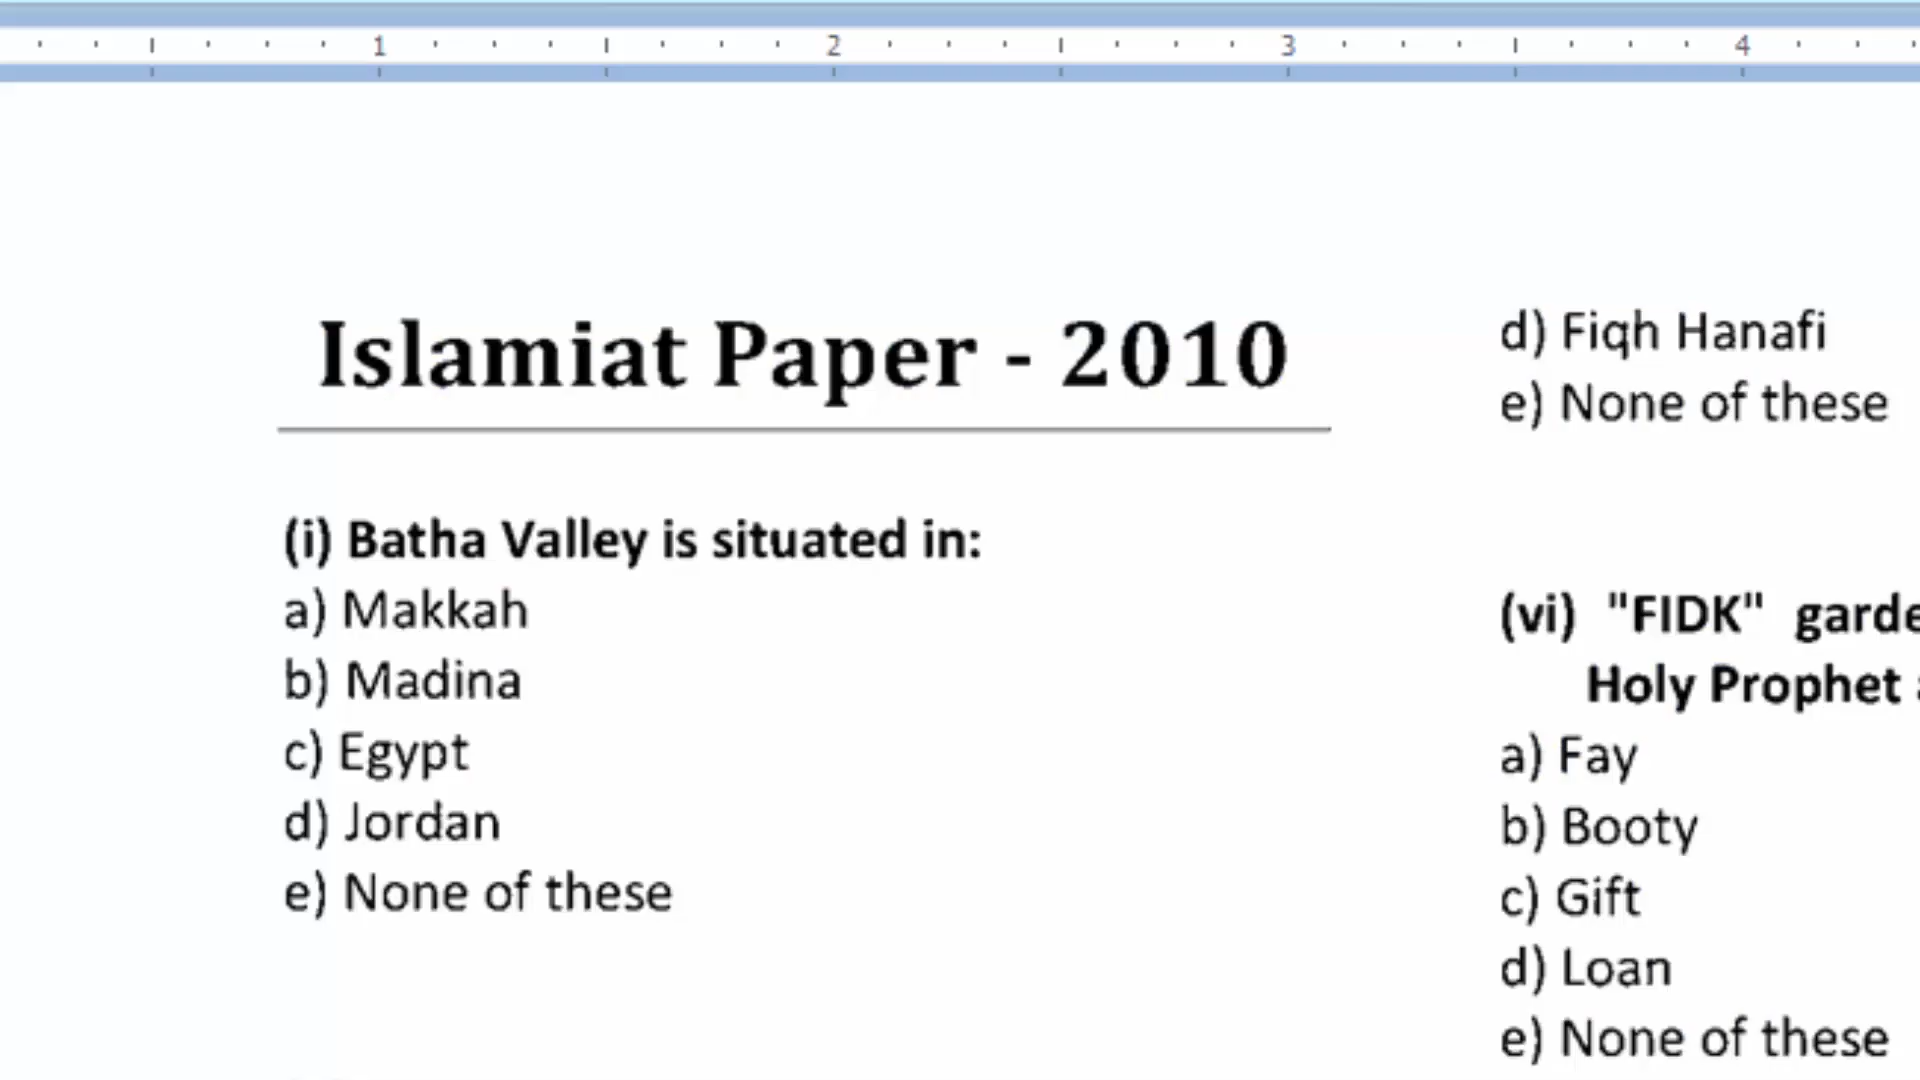 1 2 3 4
Islamiat Paper - 2010
(i) Batha Valley is situated in:
a) Makkah
b) Madina
c) Egypt
d) Jordan
e) None of these
d) Fiqh Hanafi
e) None of these
(vi) "FIDK"
Holy Prophet
a) Fay
b) Booty
c) Gift
d) Loan
e) None of these